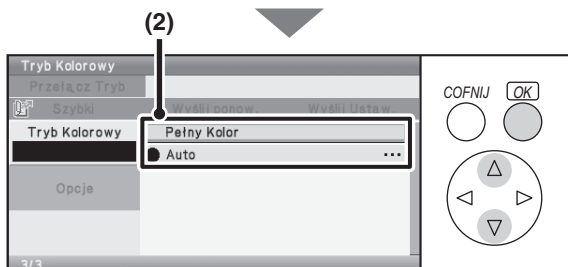 (2)
Tryb Kolorowy
Przełącz Tryb
Szybki Wyślij ponow. Wyślij Ustaw.
Tryb Kolorowy Pełny Kolor
Auto ...
Opcje
3/3
COFNIJ OK